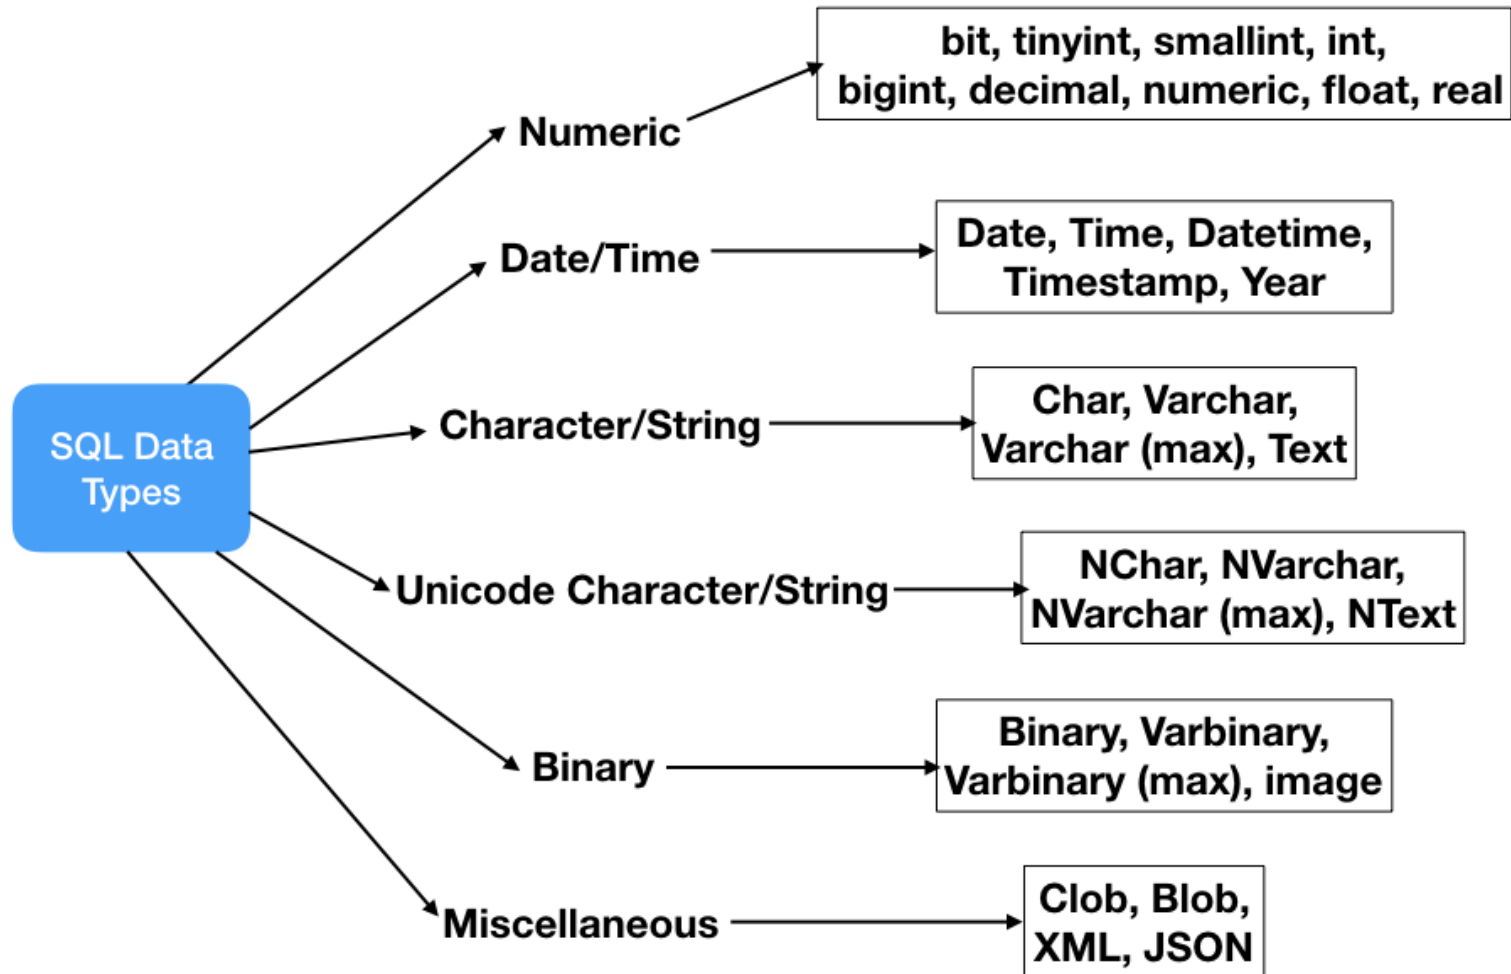 bit, tinyint, smallint, int,
bigint, decimal, numeric, float, real
Numeric
Date, Time, Datetime,
Timestamp, Year
Date/Time
Char, Varchar,
Varchar (max), Text
Character/String
SQL Data
Types
NChar, NVarchar,
NVarchar (max), NText
Unicode Character/String
Binary, Varbinary,
Varbinary (max), image
Binary
Clob, Blob,
XML, JSON
Miscellaneous